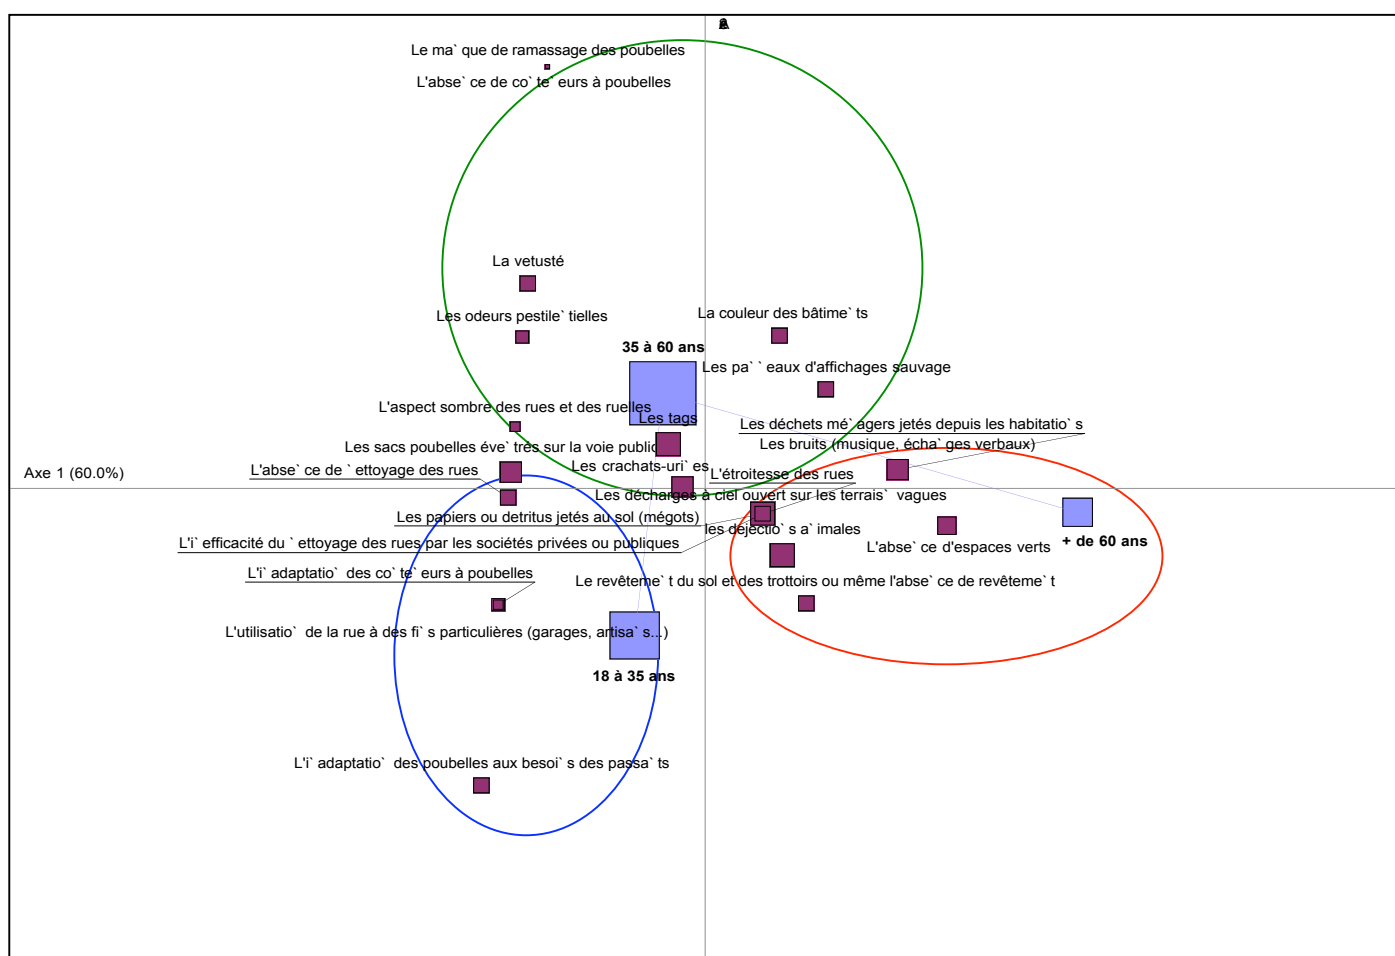 Le ma` que de ramassage des poubelles
L'abse` ce de co` te` eurs à poubelles
La vetusté
Les odeurs pestile` tielles
La couleur des bâtime` ts
35 à 60 ans
Les pa` ` eaux d'affichages sauvage
L'aspect sombre des rues et des ruelles
Les tags
Les déchets mé` agers jetés depuis les habitatio` s
Les sacs poubelles éve` trés sur la voie public
Les bruits (musique, écha` ges verbaux)
Axe 1 (60.0%)
L'abse` ce de ` ettoyage des rues
Les crachats-uri` es
L'étroitesse des rues
Les décharges à ciel ouvert sur les terrais` vagues
Les papiers ou detritus jetés au sol (mégots)
les déjectio` s a` imales
L'i` efficacité du ` ettoyage des rues par les sociétés privées ou publiques
L'abse` ce d'espaces verts
+ de 60 ans
L'i` adaptatio` des co` te` eurs à poubelles
Le revêteme` t du sol et des trottoirs ou même l'abse` ce de revêteme` t
L'utilisatio` de la rue à des fi` s particulières (garages, artisa` s...)
18 à 35 ans
L'i` adaptatio` des poubelles aux besoi` s des passa` ts